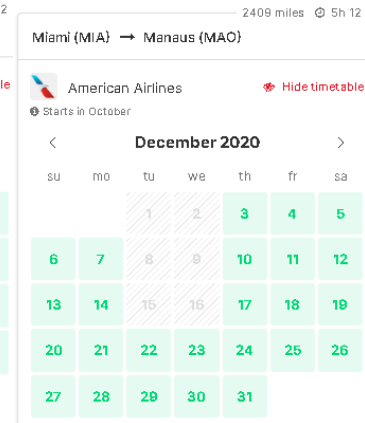 2
2409 miles 5h 12
Miami (MIA) → Manaus (MAO)
le
American Airlines Hide timetable
Starts in October
< December 2020 >
su mo tu we th fr sa
1 2 3 4 5
6 7 8 9 10 11 12
13 14 15 16 17 18 19
20 21 22 23 24 25 26
27 28 29 30 31